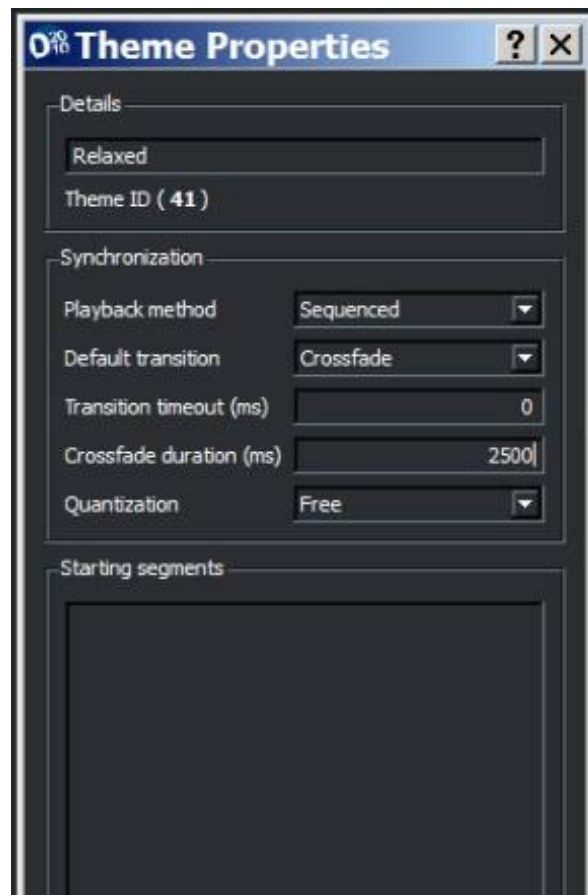 Theme Properties ?
Details
Relaxed
Theme ID ( 41 )
Synchronization
Playback method Sequenced
Default transition Crossfade
Transition timeout (ms) 0
Crossfade duration (ms) 2500
Quantization Free
Starting segments